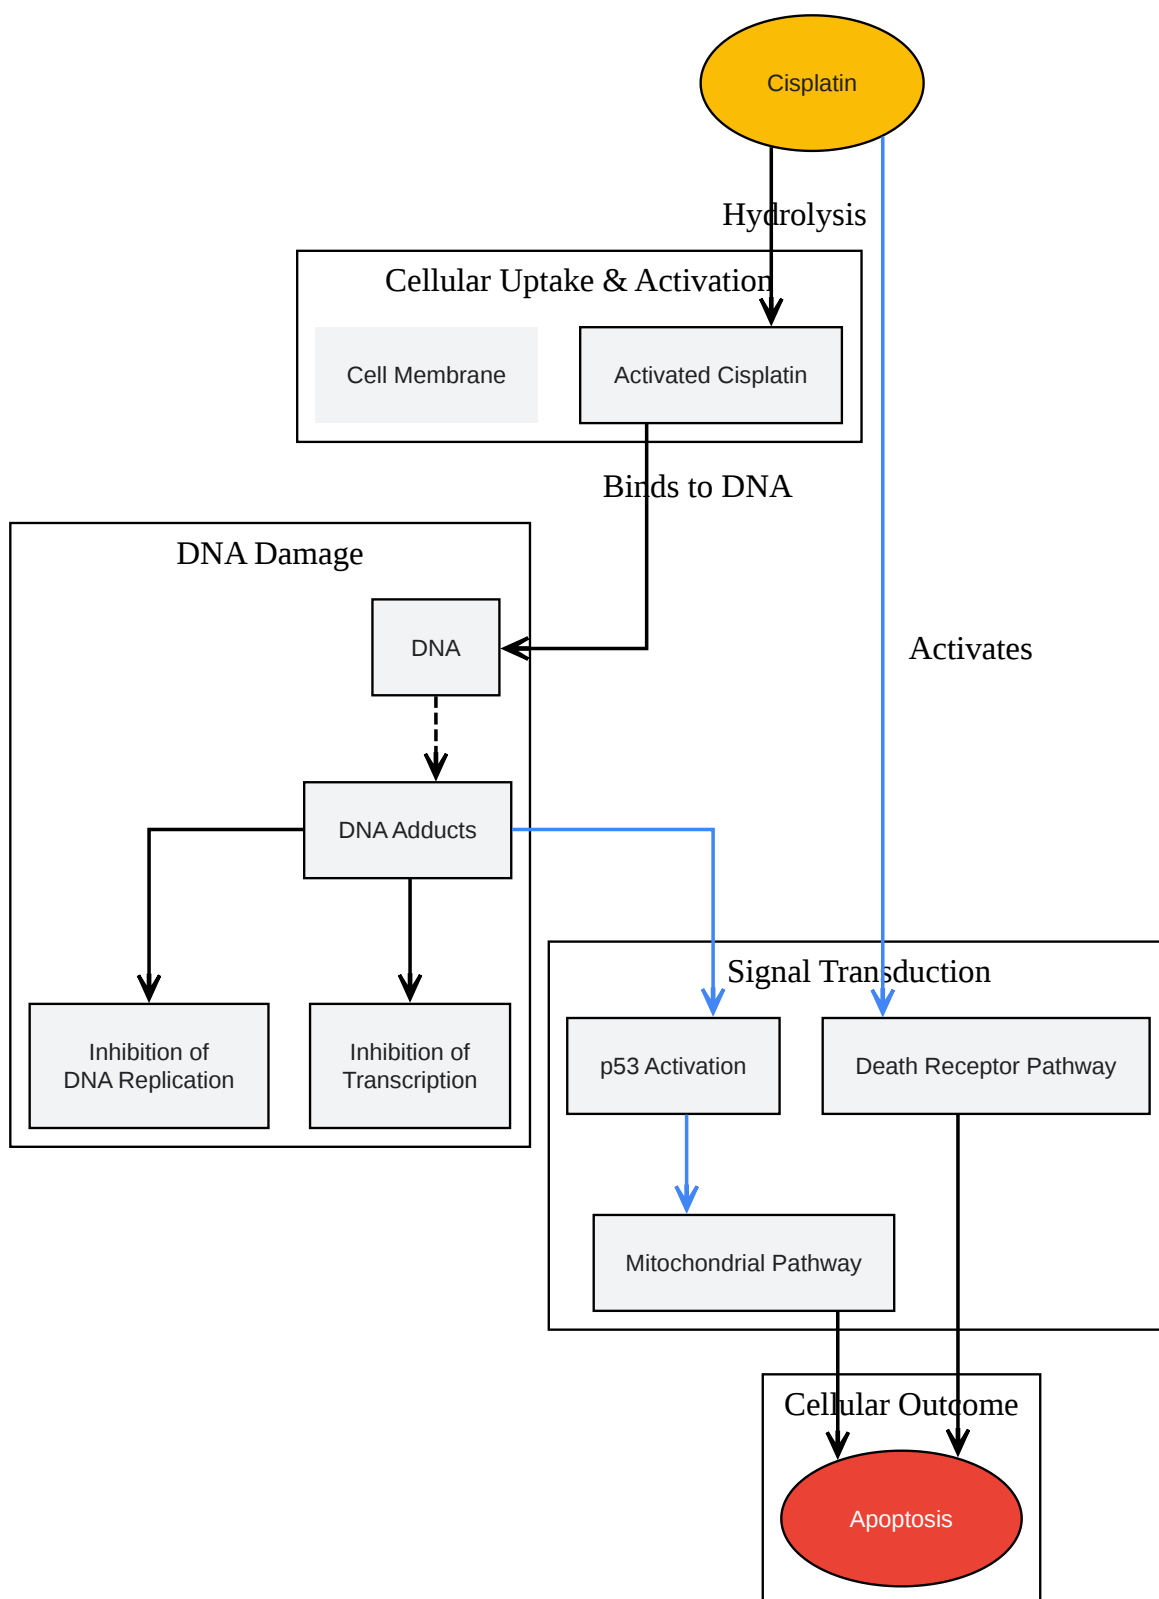 Cisplatin
Hydrolysis
Cellular Uptake & Activation
Cell Membrane
Activated Cisplatin
Binds to DNA
DNA Damage
DNA
Activates
DNA Adducts
Signal Transduction
Inhibition of
DNA Replication
Inhibition of
Transcription
p53 Activation
Death Receptor Pathway
Mitochondrial Pathway
Cellular Outcome
Apoptosis